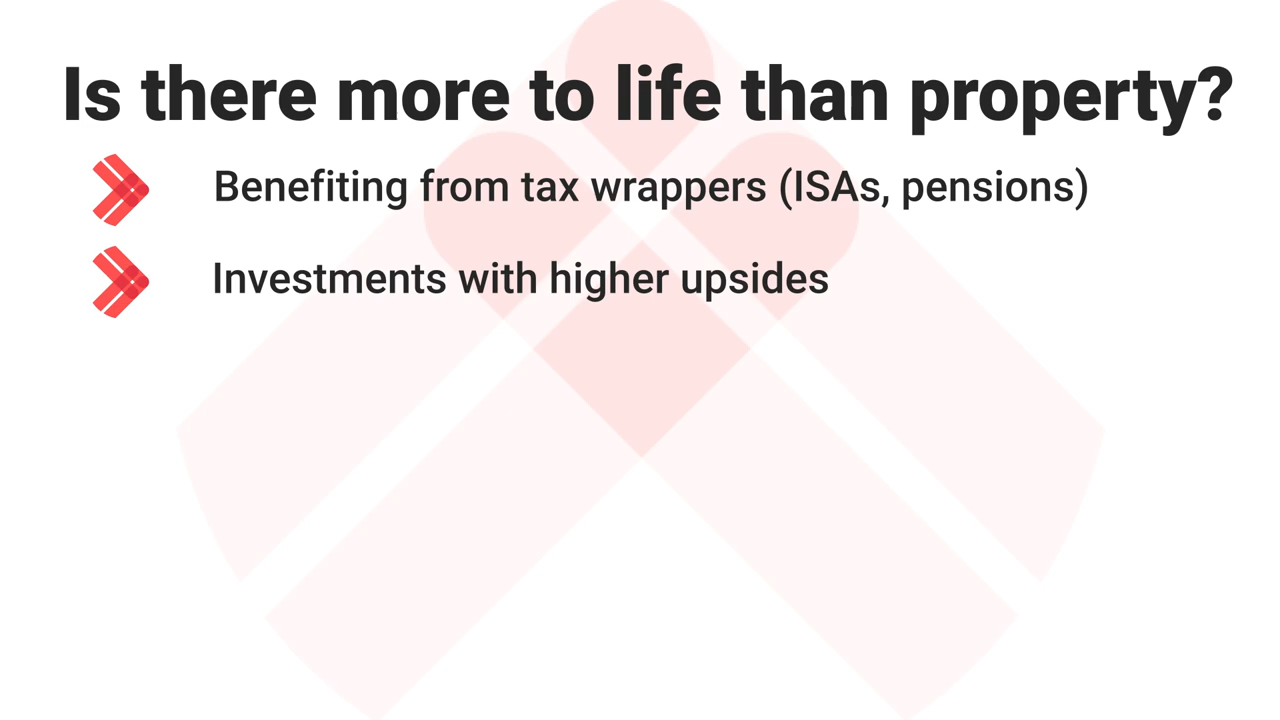 Is there more to life than property?
Benefiting from tax wrappers (ISAs, pensions)
Investments with higher upsides